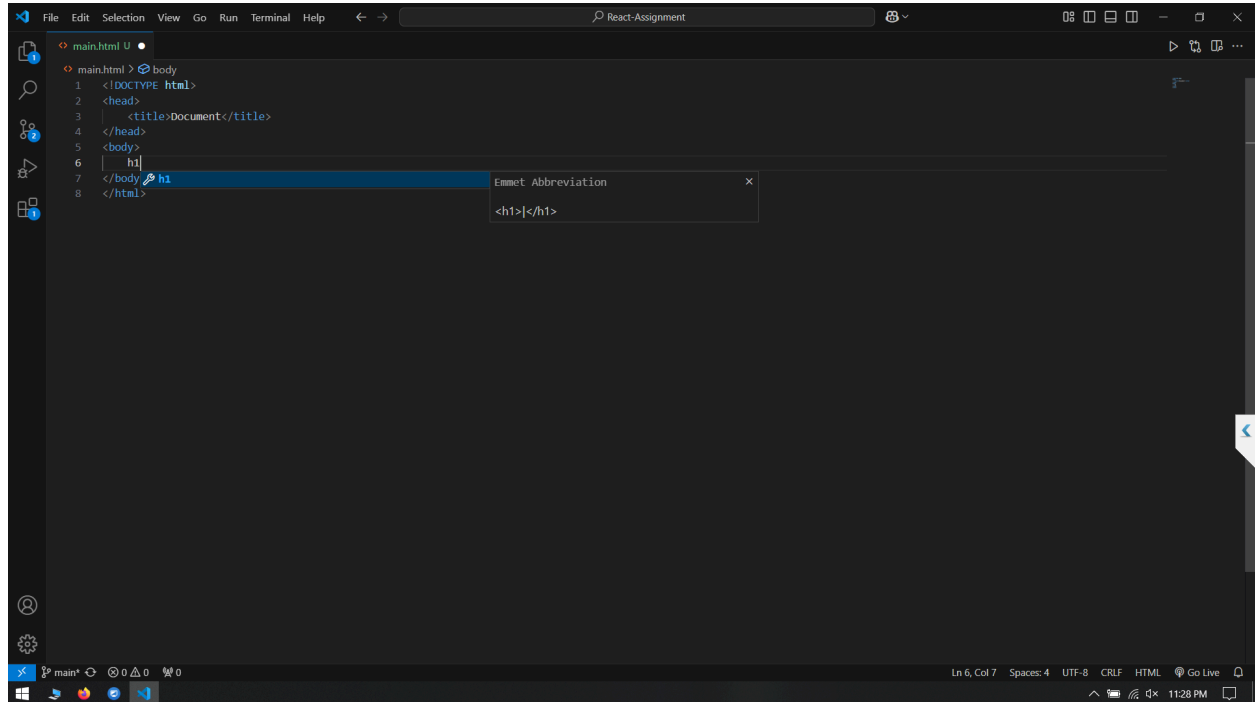 File Edit Selection View Go Run Terminal Help
React-Assignment
main.html U
main.html > body
1 <!DOCTYPE html>
2 <head>
3 <title>Document</title>
4 </head>
5 <body>
6 h1
7 </body
8 </html>
h1
Emmet Abbreviation
<h1>|</h1>
1
2
1
main* 0 0 0
Ln 6, Col 7 Spaces: 4 UTF-8 CRLF HTML Go Live
11:28 PM